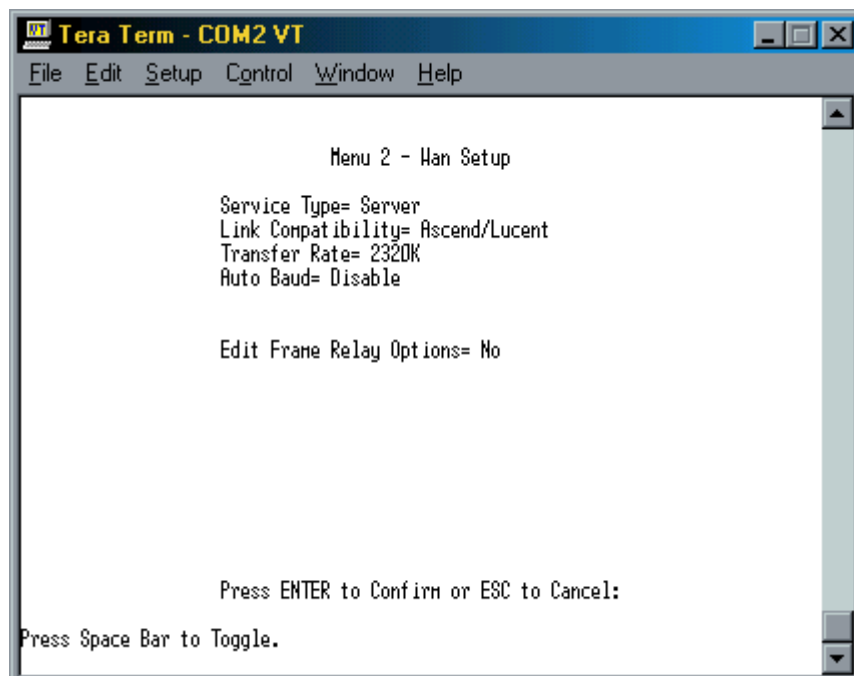 Tera Term - COM2 VT
File Edit Setup Control Window Help
Menu 2 - Wan Setup
Service Type= Server
Link Compatibility= Ascend/Lucent
Transfer Rate= 2320K
Auto Baud= Disable
Edit Frame Relay Options= No
Press ENTER to Confirm or ESC to Cancel:
Press Space Bar to Toggle.